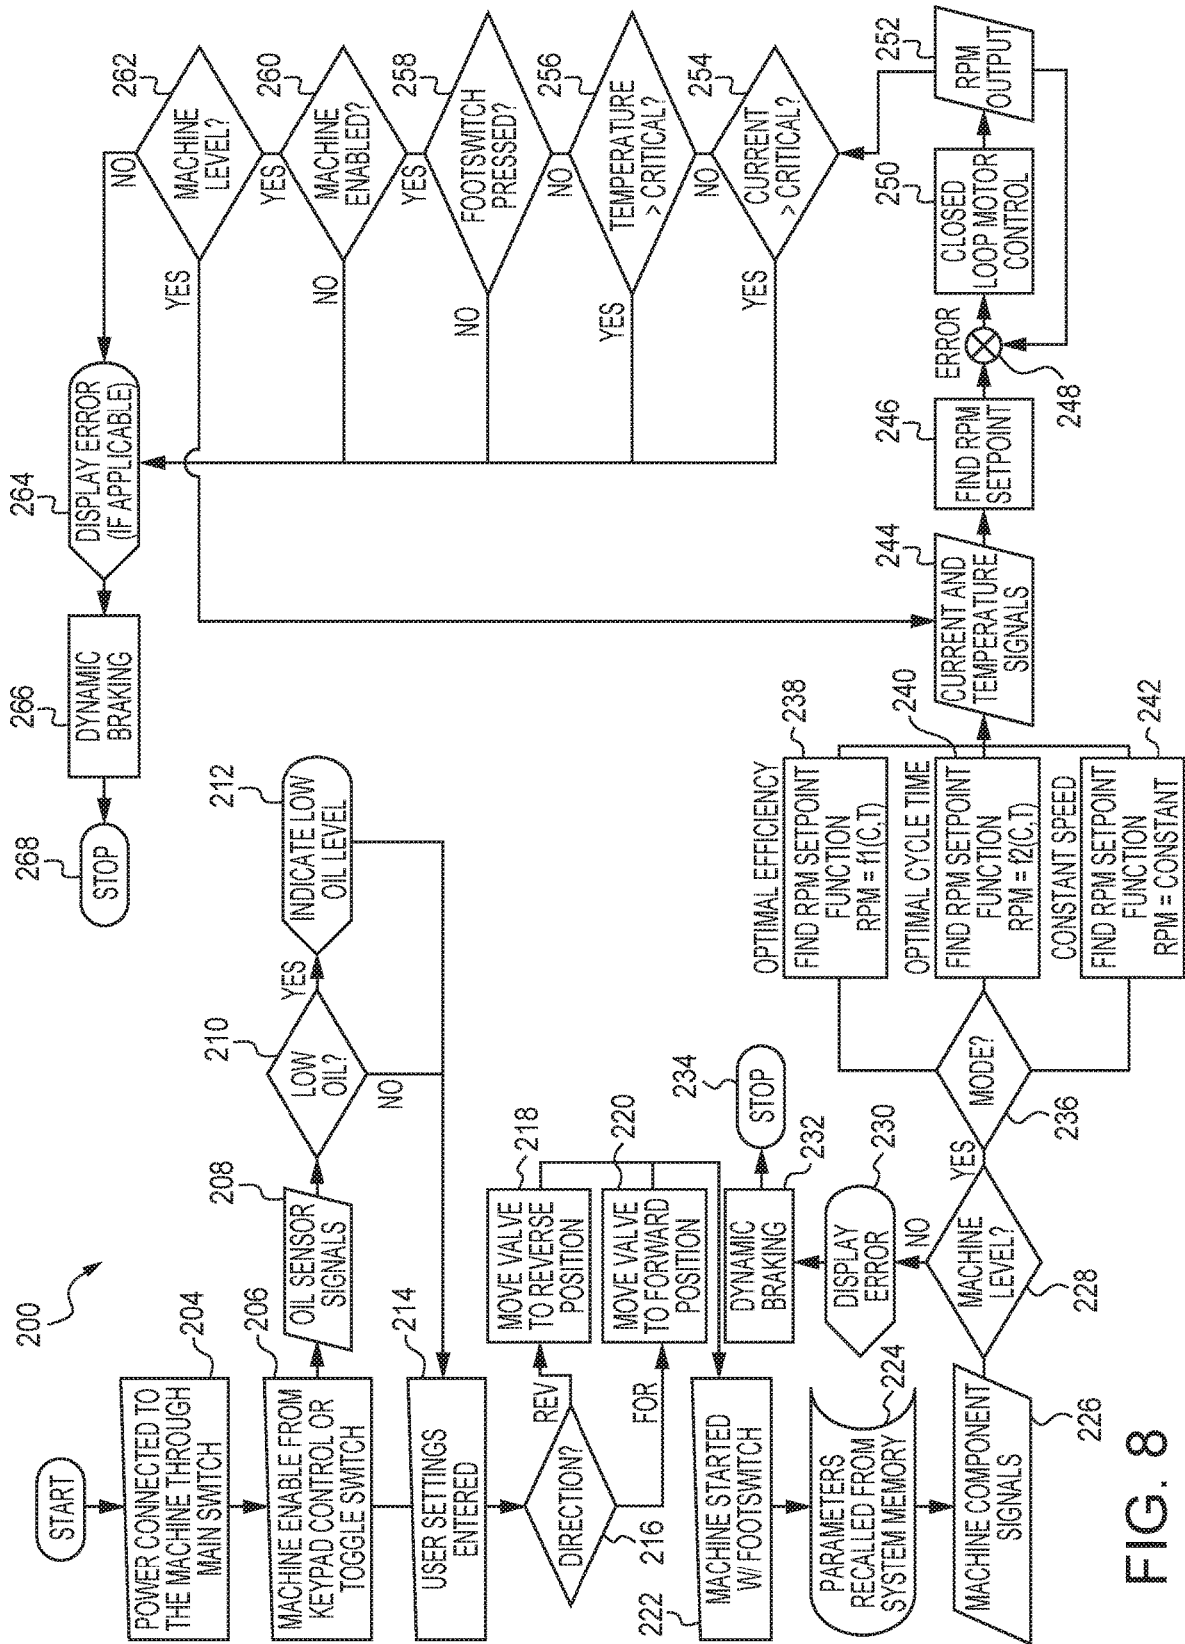 200
START
POWER CONNECTED TO
THE MACHINE THROUGH
MAIN SWITCH
204
MACHINE ENABLE FROM
KEYPAD CONTROL OR
TOGGLE SWITCH
206
OIL SENSOR
SIGNALS
208
LOW
OIL?
210
YES
NO
INDICATE LOW
OIL LEVEL
212
USER SETTINGS
ENTERED
214
DIRECTION?
216
REV
FOR
MOVE VALVE
TO REVERSE
POSITION
218
MOVE VALVE
TO FORWARD
POSITION
220
MACHINE STARTED
W/ FOOTSWITCH
222
PARAMETERS
RECALLED FROM
SYSTEM MEMORY
224
MACHINE COMPONENT
SIGNALS
226
MACHINE
LEVEL?
228
NO
YES
DISPLAY
ERROR
230
DYNAMIC
BRAKING
232
STOP
234
MODE?
236
OPTIMAL EFFICIENCY
FIND RPM SETPOINT
FUNCTION
RPM = f1(C,T)
238
OPTIMAL CYCLE TIME
FIND RPM SETPOINT
FUNCTION
RPM = f2(C,T)
240
CONSTANT SPEED
FIND RPM SETPOINT
FUNCTION
RPM = CONSTANT
242
CURRENT AND
TEMPERATURE
SIGNALS
244
FIND RPM
SETPOINT
246
ERROR
248
CLOSED
LOOP MOTOR
CONTROL
250
RPM
OUTPUT
252
CURRENT
> CRITICAL?
254
YES
NO
TEMPERATURE
> CRITICAL?
256
YES
NO
FOOTSWITCH
PRESSED?
258
NO
YES
MACHINE
ENABLED?
260
NO
YES
MACHINE
LEVEL?
262
YES
NO
DISPLAY ERROR
(IF APPLICABLE)
264
DYNAMIC
BRAKING
266
STOP
268
FIG. 8